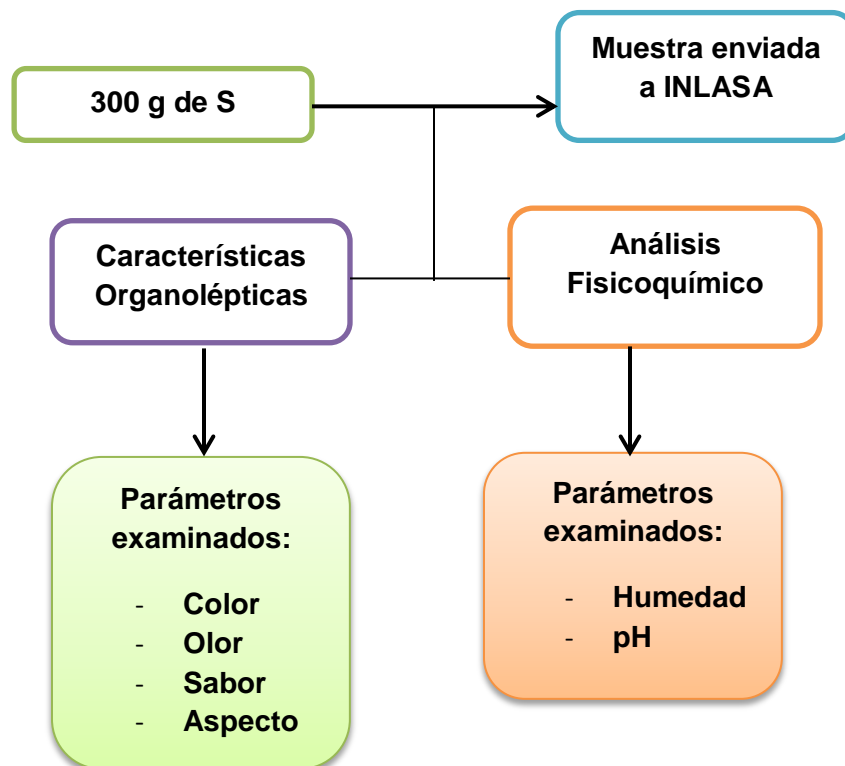 Muestra enviada
a INLASA
300 g de S
Características
Organolépticas
Análisis
Fisicoquímico
Parámetros
examinados:
- Color
- Olor
- Sabor
- Aspecto
Parámetros
examinados:
- Humedad
- pH